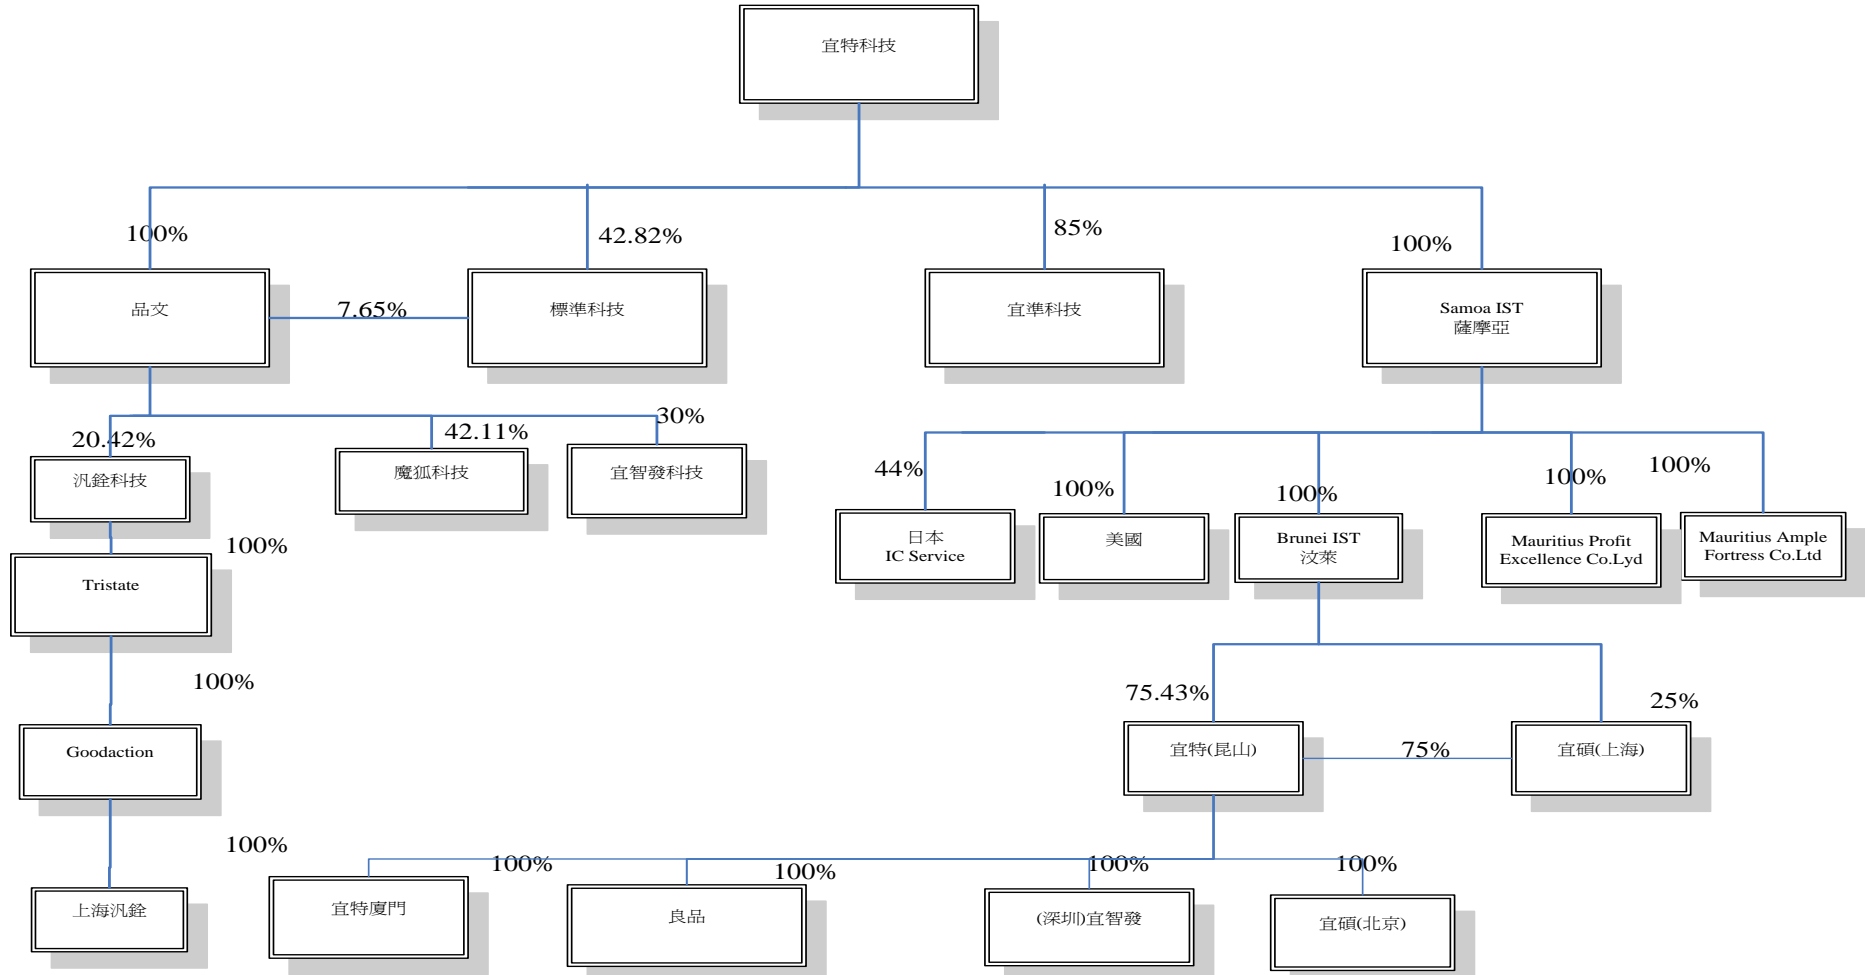 宜特科技
100%
42.82%
85%
100%
品文
7.65%
標準科技
宜準科技
Samoa IST
薩摩亞
20.42%
42.11%
30%
44%
100%
100%
100%
100%
汎銓科技
魔狐科技
宜智發科技
日本
IC Service
美國
Brunei IST
汶萊
Mauritius Profit
Excellence Co.Lyd
Mauritius Ample
Fortress Co.Ltd
100%
Tristate
100%
75.43%
25%
Goodaction
宜特(昆山)
75%
宜碩(上海)
100%
100%
100%
100%
100%
上海汎銓
宜特廈門
良品
(深圳)宜智發
宜碩(北京)